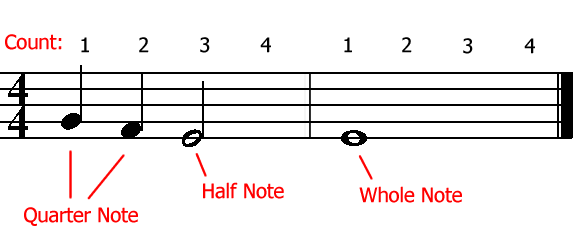 Count: 1 2 3 4 1 2 3 4
4
4
Half Note
Whole Note
Quarter Note